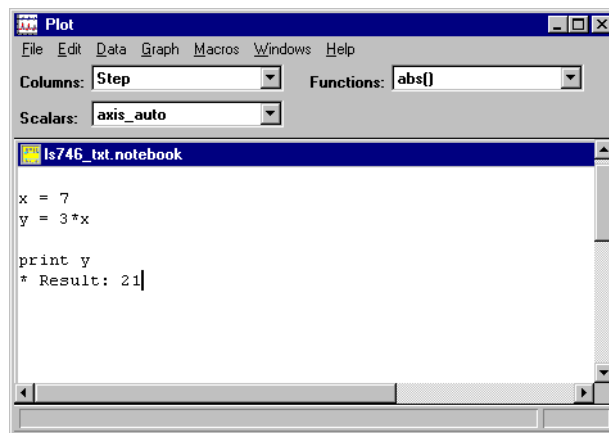 Plot
File Edit Data Graph Macros Windows Help
Columns: Step Functions: abs()
Scalars: axis_auto
ls746_txt.notebook
x = 7
y = 3*x
print y
* Result: 21